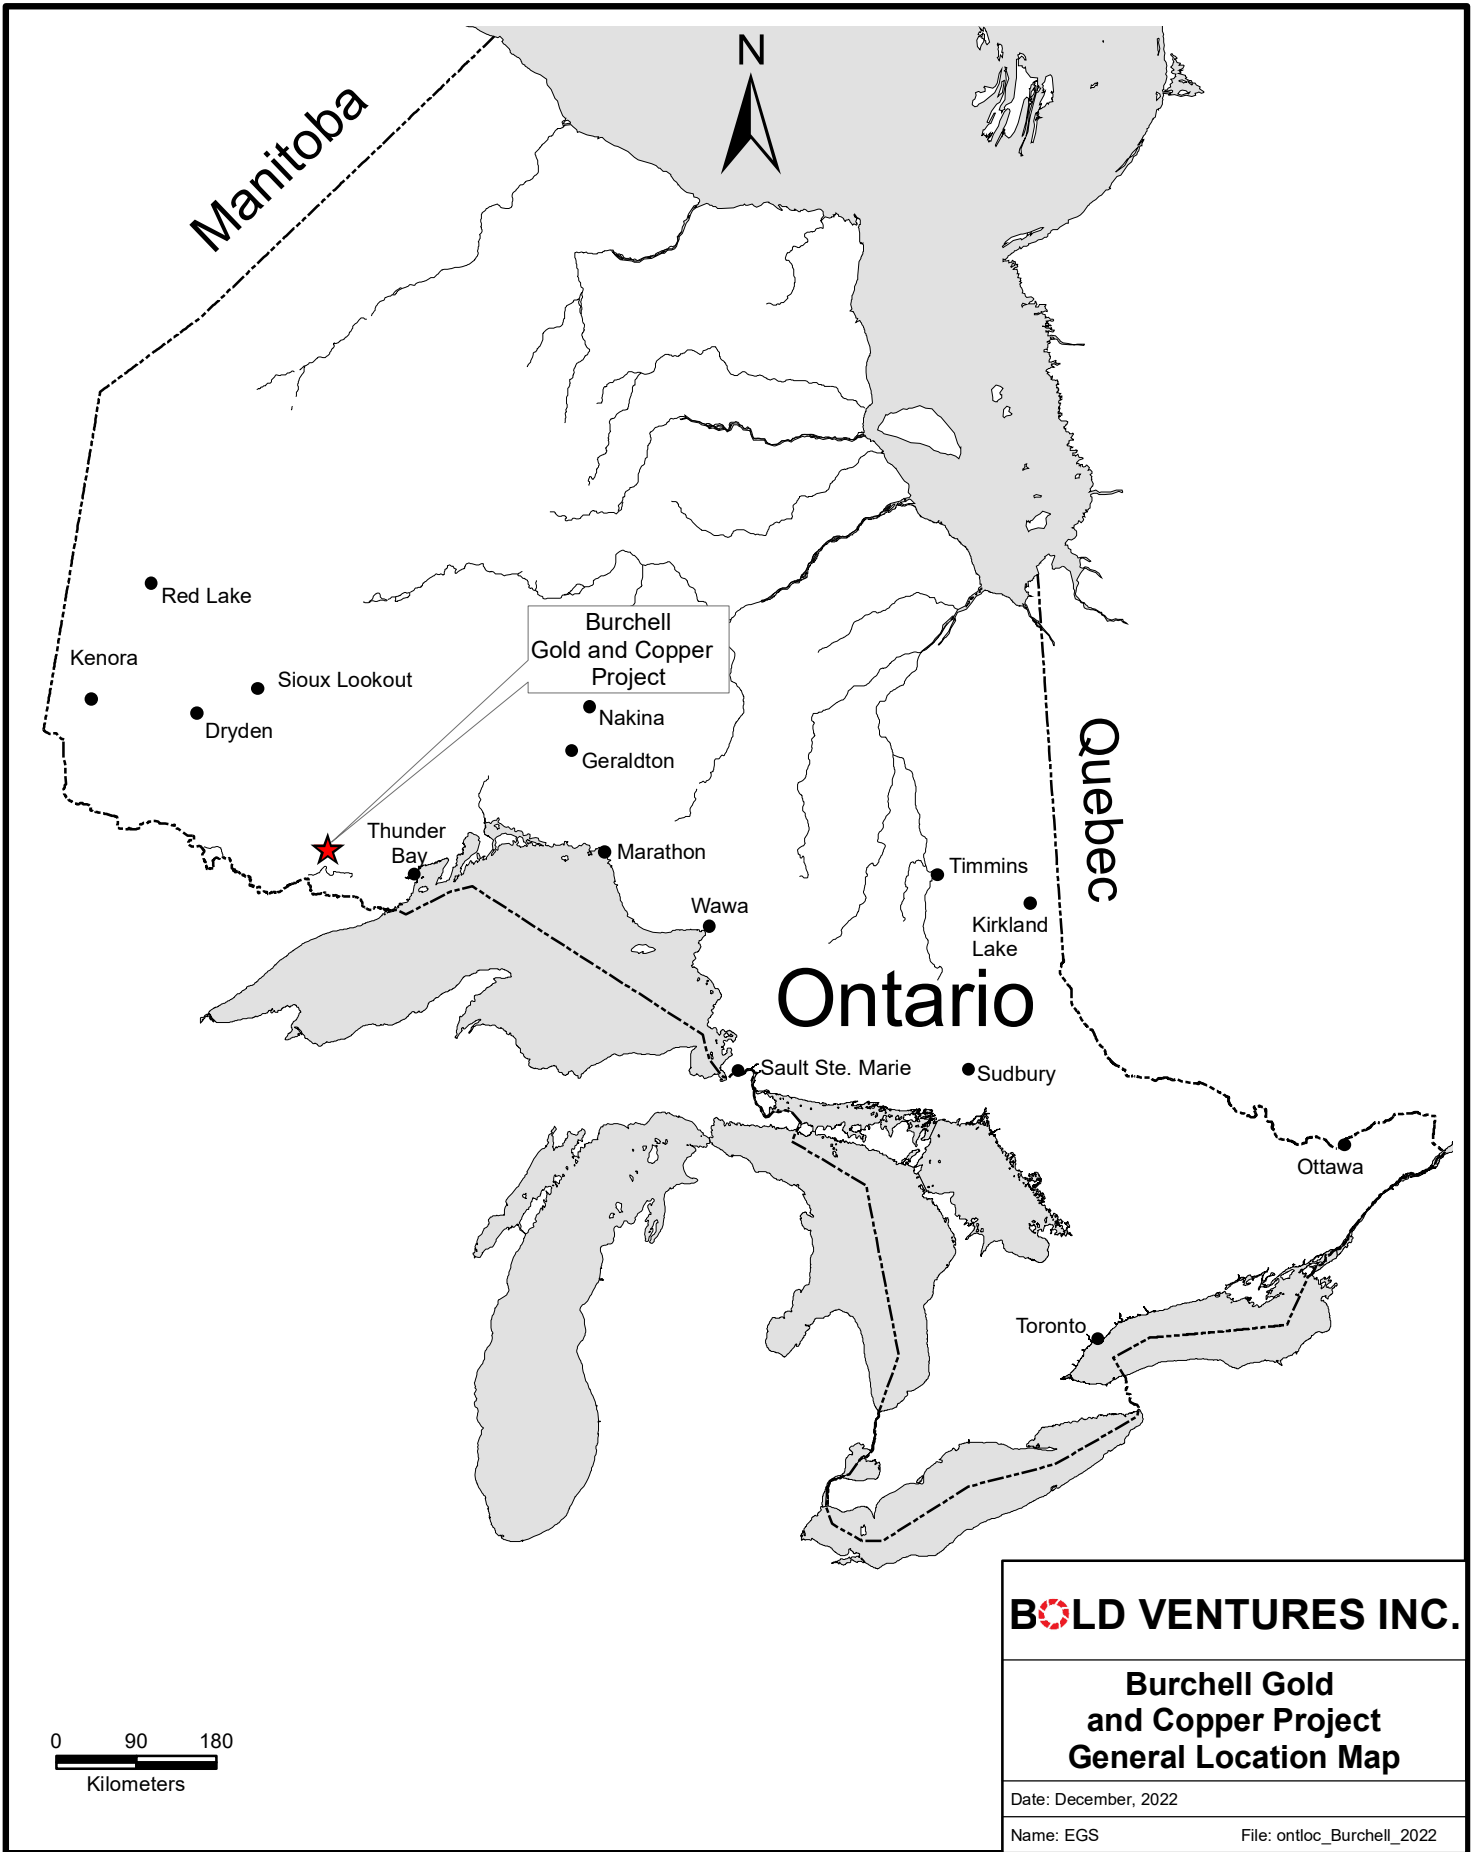 N
Manitoba
Red Lake
Burchell
Gold and Copper
Project
Kenora
Sioux Lookout
Nakina
Dryden
Geraldton
Quebec
Thunder
Bay
Marathon
Timmins
Wawa
Kirkland
Lake
Ontario
Sault Ste. Marie
Sudbury
Ottawa
Toronto
BOLD VENTURES INC.
Burchell Gold
and Copper Project
General Location Map
0 90 180
Kilometers
Date: December, 2022
Name: EGS File: ontloc_Burchell_2022